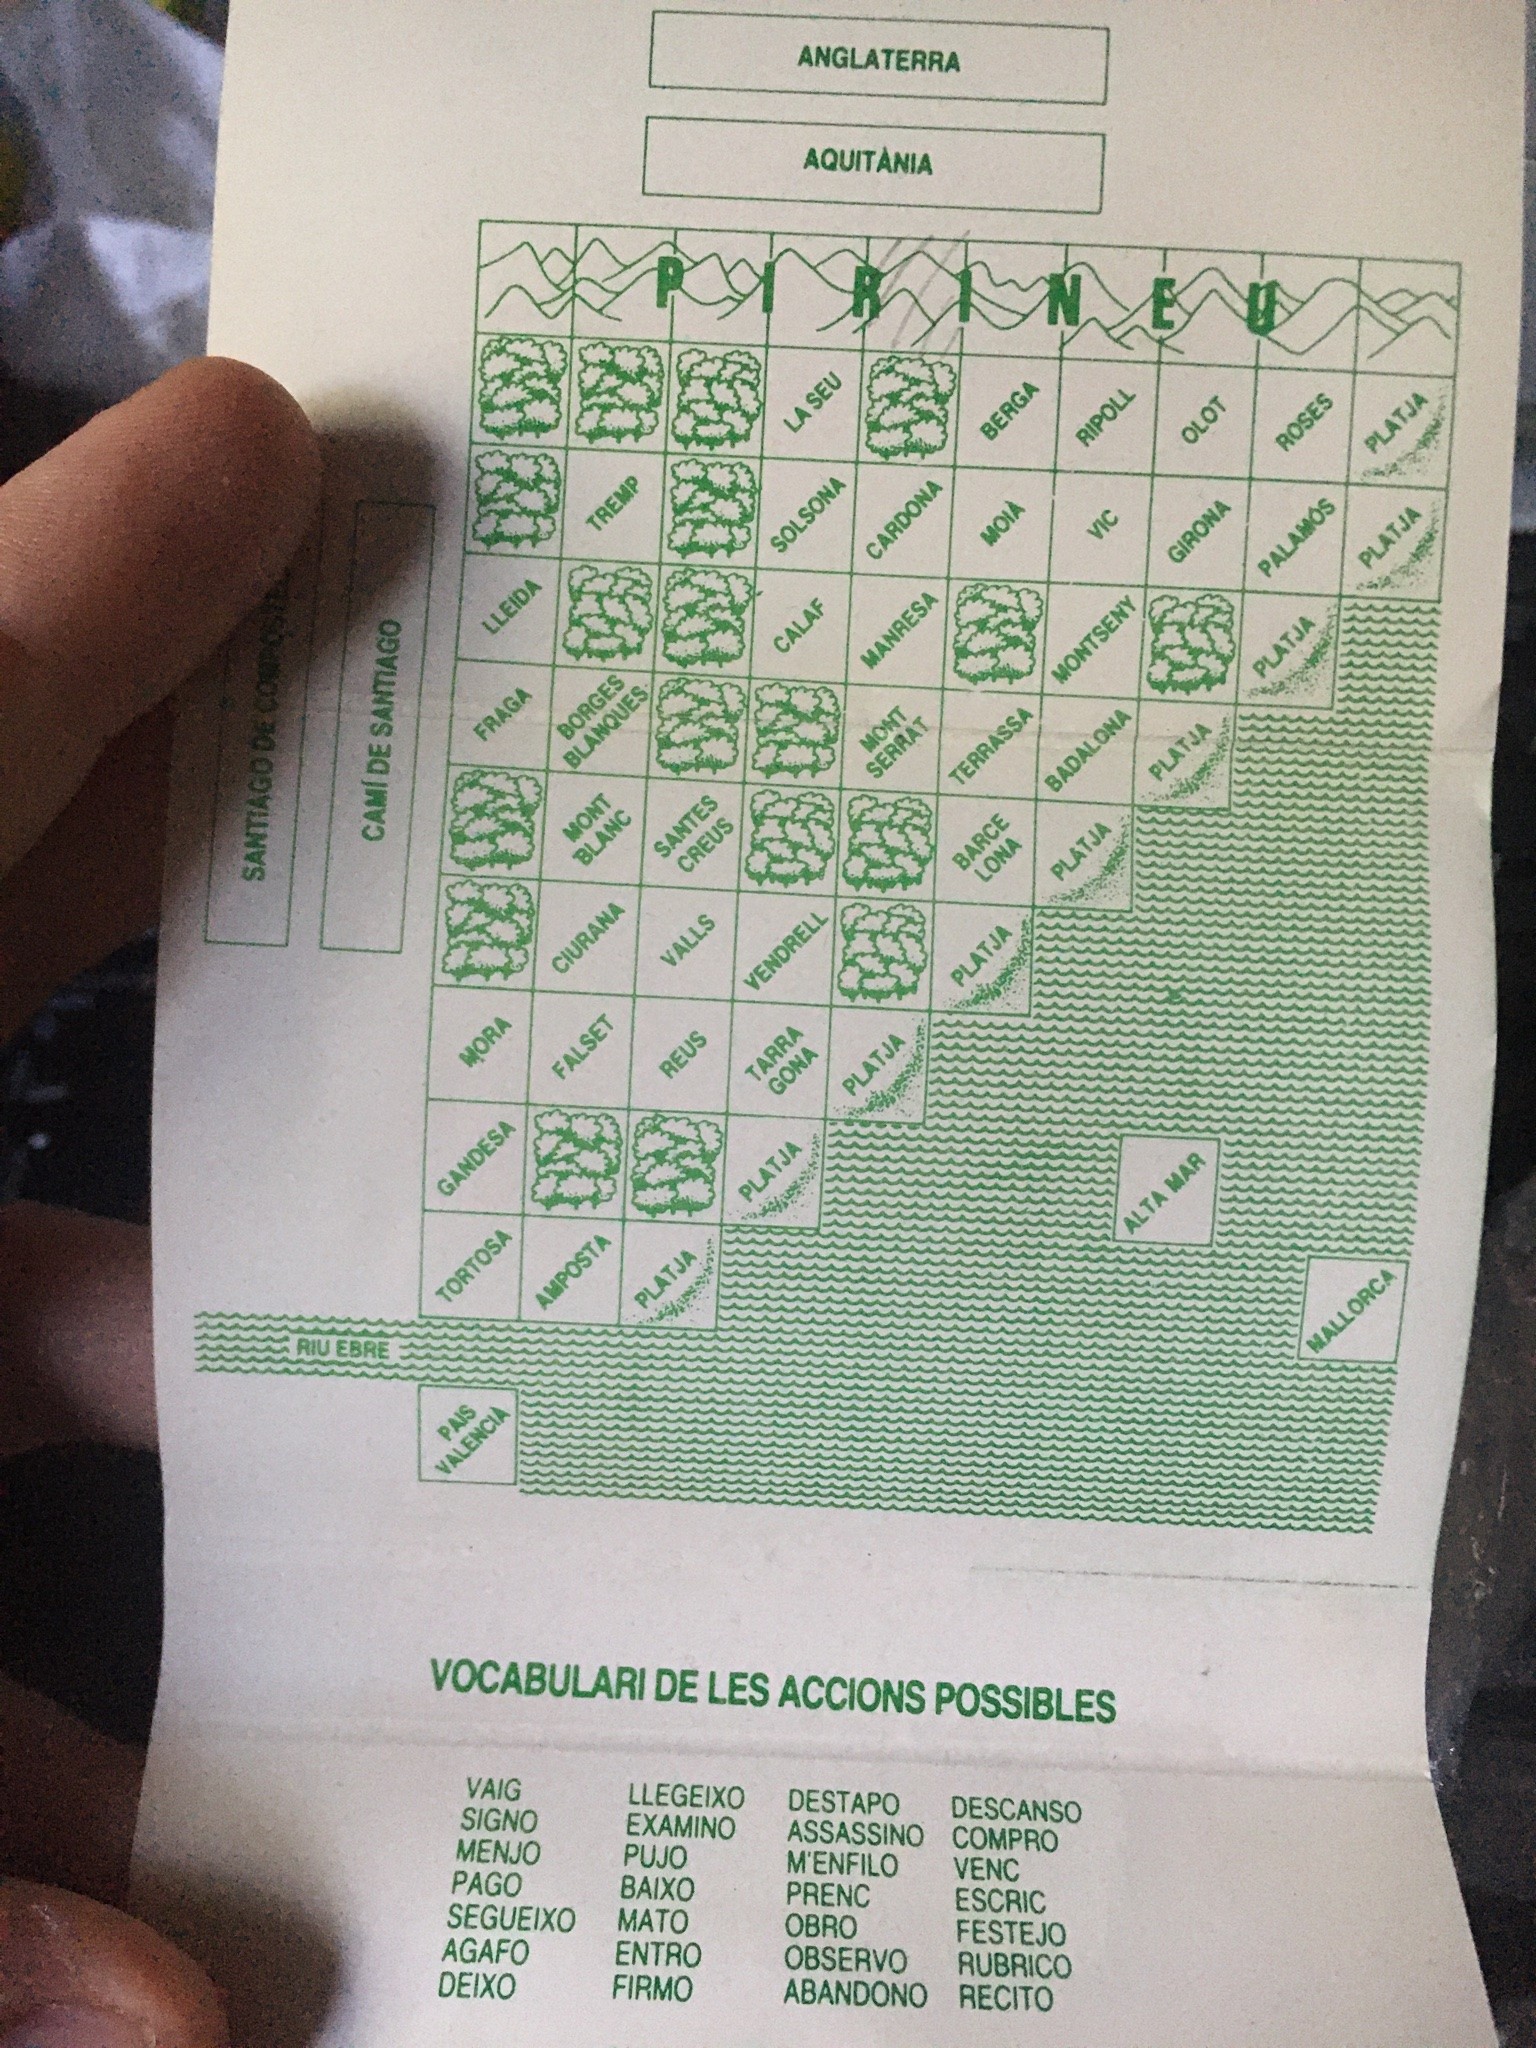 ANGLATERRA
AQUITÀNIA
PIRINEU
LA SEU
BERGA
RIPOLL
OLOT
ROSES
PLATJA
TREMP
SOLSONA
CARDONA
MOIÀ
VIC
GIRONA
PALAMÓS
PLATJA
LLEIDA
CALAF
MANRESA
MONTSENY
PLATJA
FRAGA
BORGES
BLANQUES
MONT
SERRAT
TERRASSA
BADALONA
PLATJA
MONT
BLANC
SANTES
CREUS
BARCE
LONA
PLATJA
CIURANA
VALLS
VENDRELL
PLATJA
MORA
FALSET
REUS
TARRA
GONA
PLATJA
GANDESA
PLATJA
TORTOSA
AMPOSTA
PLATJA
SANTIAGO DE
CAMÍ DE SANTIAGO
ALTA MAR
MALLORCA
RIU EBRE
PAIS
VALENCIÀ
VOCABULARI DE LES ACCIONS POSSIBLES
VAIG LLEGEIXO DESTAPO DESCANSO
SIGNO EXAMINO ASSASSINO COMPRO
MENJO PUJO M'ENFILO VENC
PAGO BAIXO PRENC ESCRIC
SEGUEIXO MATO OBRO FESTEJO
AGAFO ENTRO OBSERVO RUBRICO
DEIXO FIRMO ABANDONO RECITO